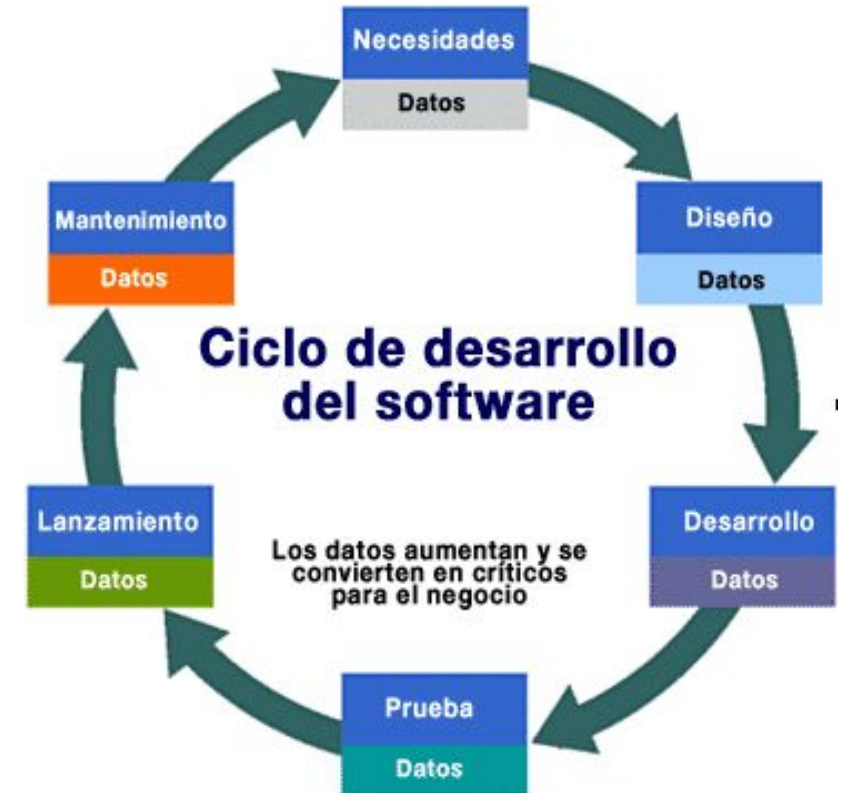 Necesidades
Datos
Diseño
Datos
Desarrollo
Datos
Prueba
Datos
Lanzamiento
Datos
Mantenimiento
Datos
Ciclo de desarrollo
del software
Los datos aumentan y se
convierten en críticos
para el negocio